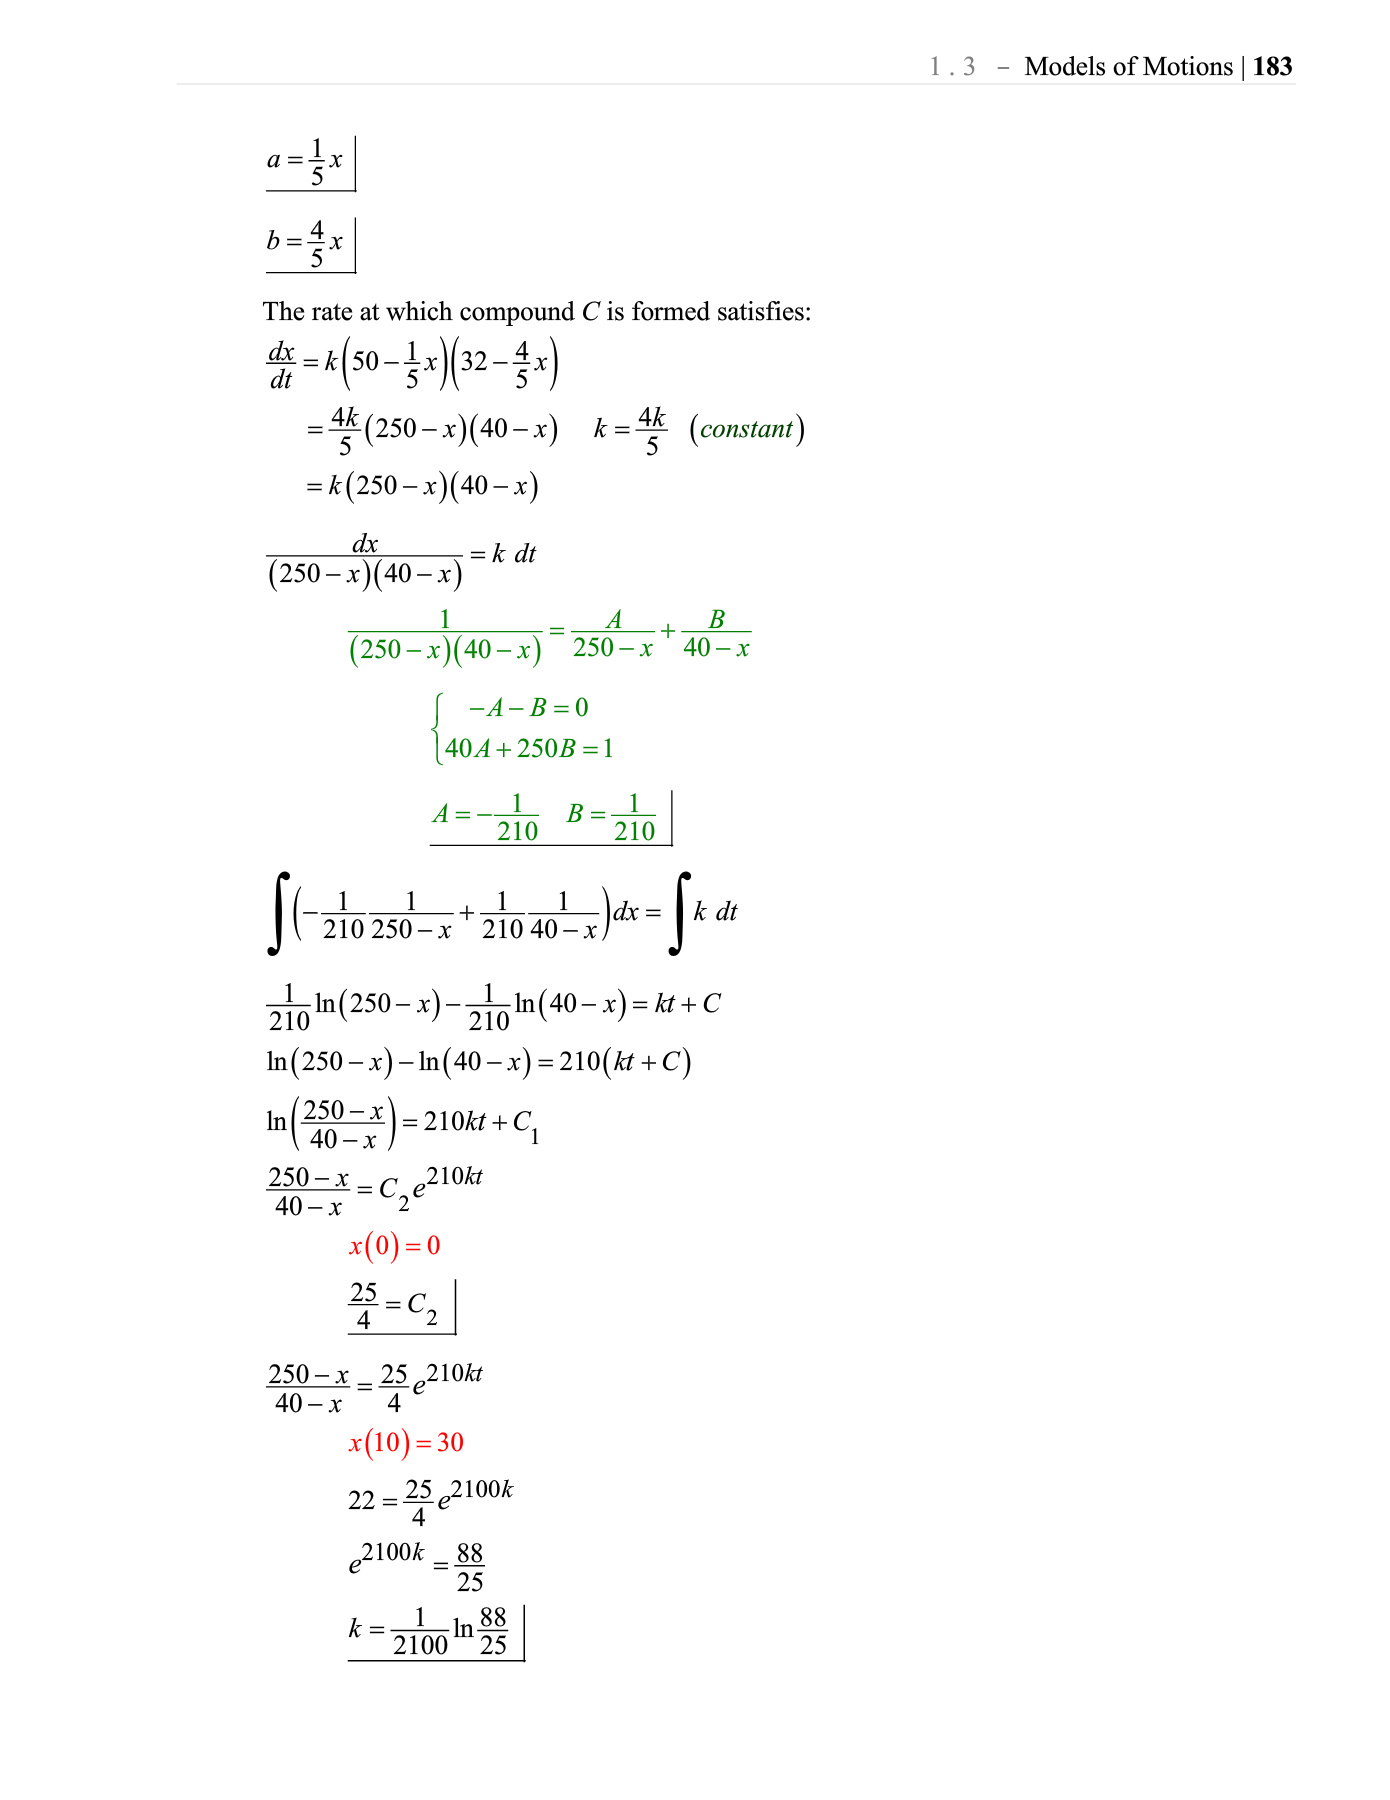 1 . 3 – Models of Motions | 183
a = 1/5 x
b = 4/5 x
The rate at which compound C is formed satisfies:
dx/dt = k(50 − 1/5 x)(32 − 4/5 x)
= 4k/5 (250 − x)(40 − x) k = 4k/5 (constant)
= k(250 − x)(40 − x)
dx/((250 − x)(40 − x)) = k dt
1/((250 − x)(40 − x)) = A/(250 − x) + B/(40 − x)
{ −A − B = 0
40A + 250B = 1
A = −1/210 B = 1/210
∫(−1/210 1/(250 − x) + 1/210 1/(40 − x))dx = ∫k dt
1/210 ln(250 − x) − 1/210 ln(40 − x) = kt + C
ln(250 − x) − ln(40 − x) = 210(kt + C)
ln((250 − x)/(40 − x)) = 210kt + C₁
(250 − x)/(40 − x) = C₂e^(210kt)
x(0) = 0
25/4 = C₂
(250 − x)/(40 − x) = 25/4 e^(210kt)
x(10) = 30
22 = 25/4 e^(2100k)
e^(2100k) = 88/25
k = 1/2100 ln 88/25